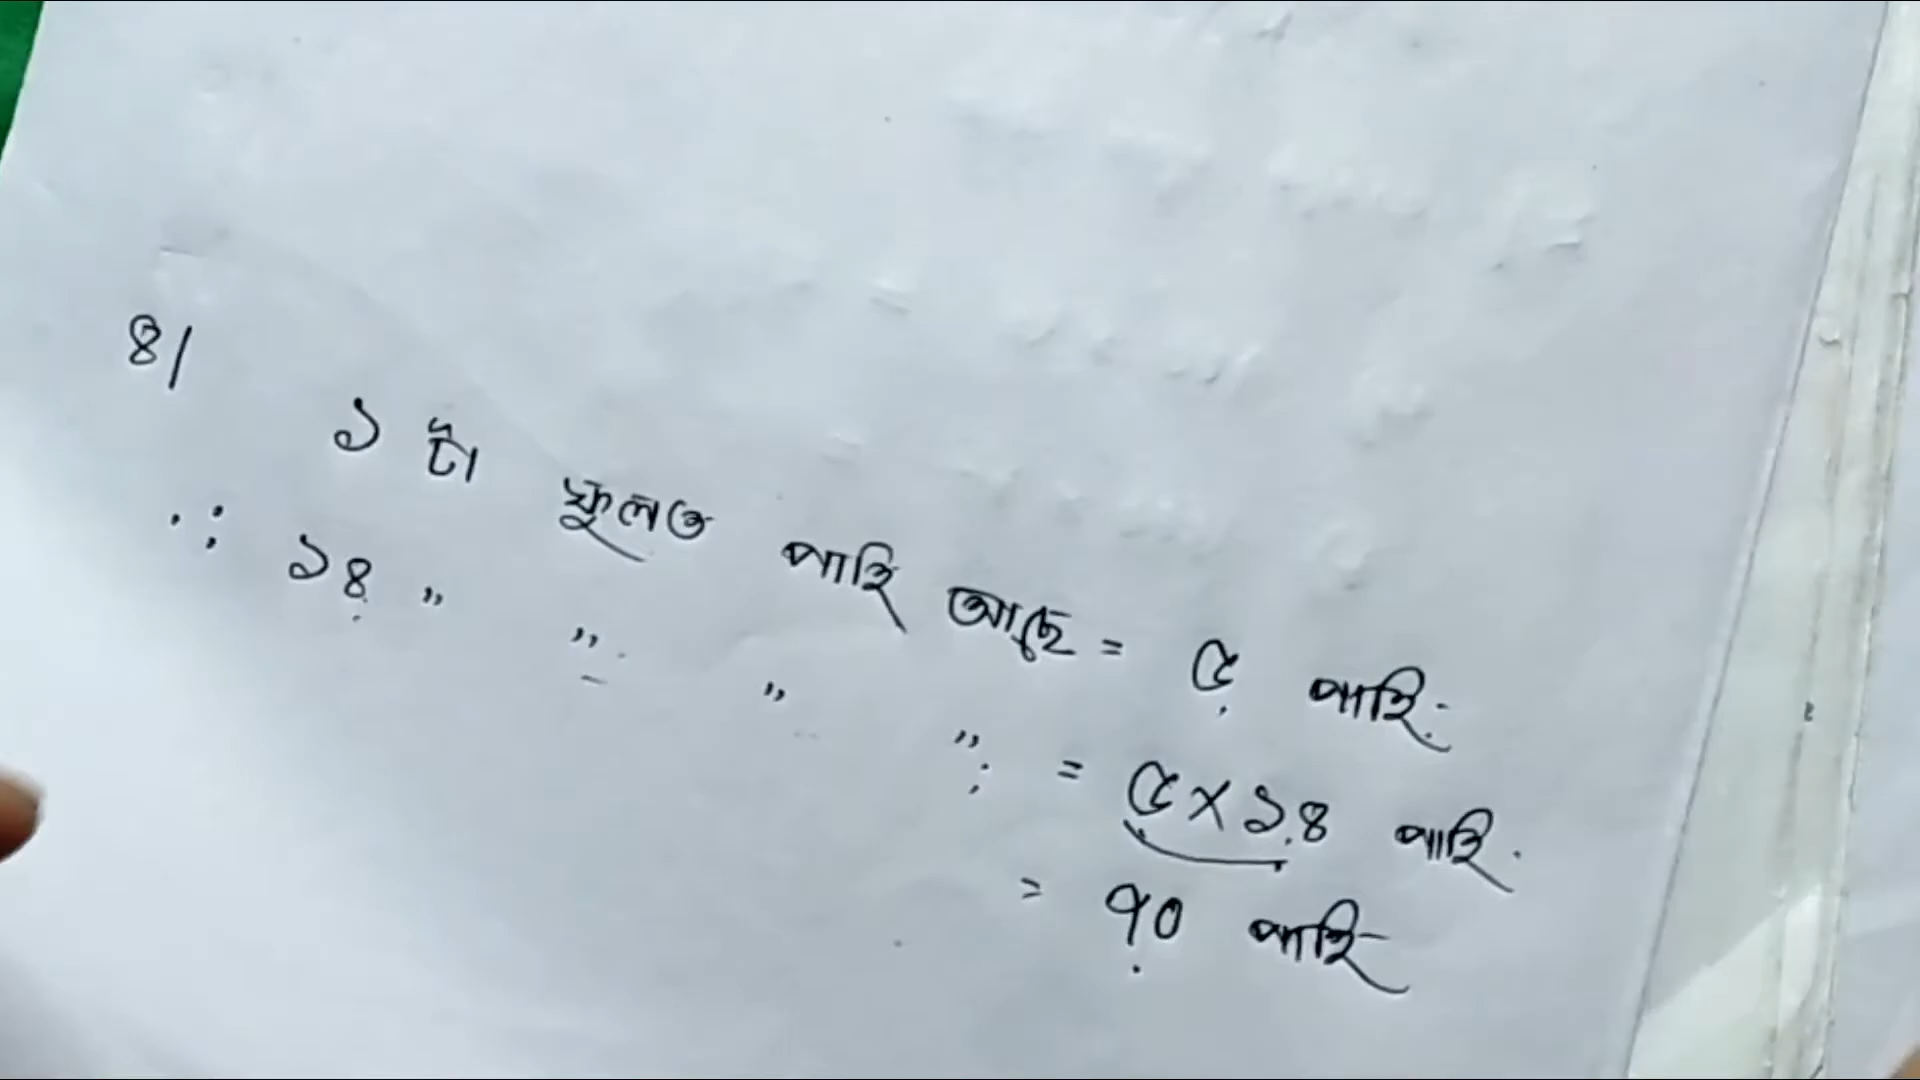 ৪/
১ টা ফুলত পাহি আছে = ৫ পাহি
∴ ১৪ " " " " = ৫ × ১৪ পাহি
= ৭০ পাহি